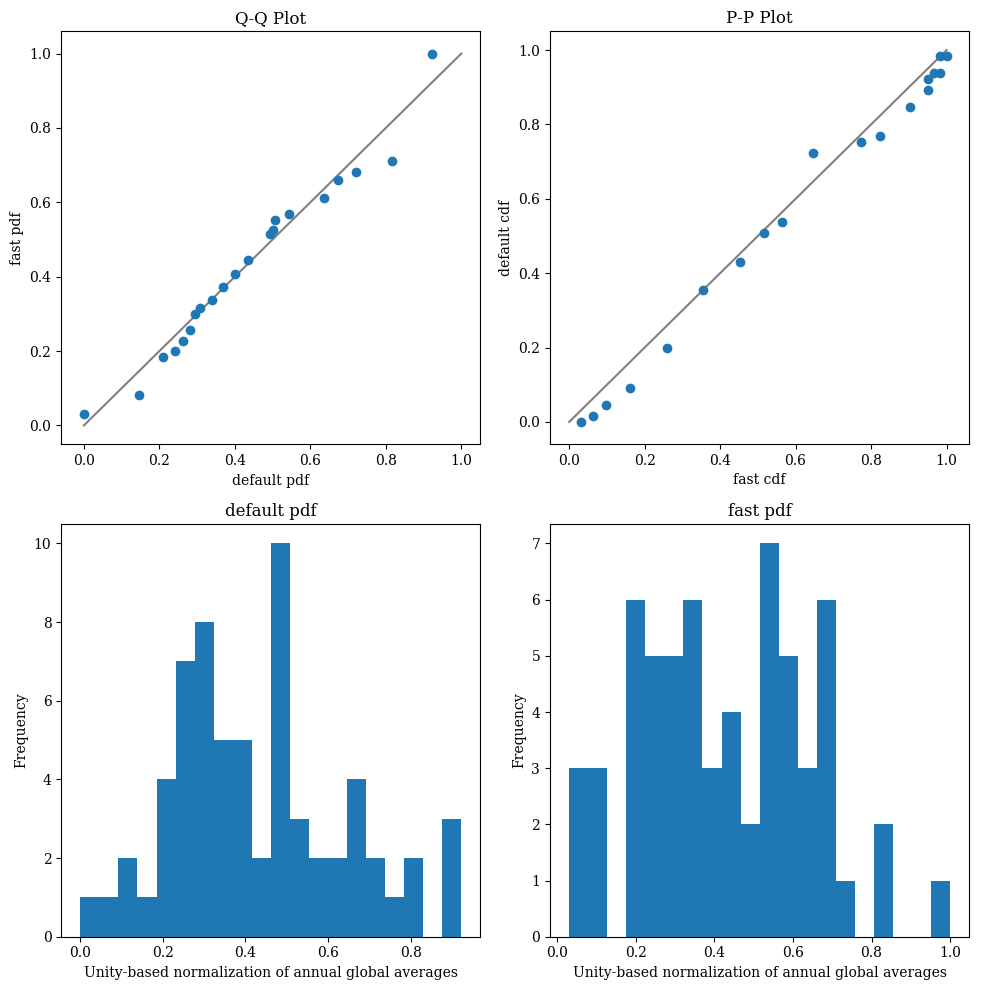 Q-Q Plot
1.0
0.8
0.6
0.4
0.2
0.0
fast pdf
0.0 0.2 0.4 0.6 0.8 1.0
default pdf
P-P Plot
1.0
0.8
0.6
0.4
0.2
0.0
default cdf
0.0 0.2 0.4 0.6 0.8 1.0
fast cdf
default pdf
10
8
6
4
2
0
Frequency
0.0 0.2 0.4 0.6 0.8
Unity-based normalization of annual global averages
fast pdf
7
6
5
4
3
2
1
0
Frequency
0.0 0.2 0.4 0.6 0.8 1.0
Unity-based normalization of annual global averages